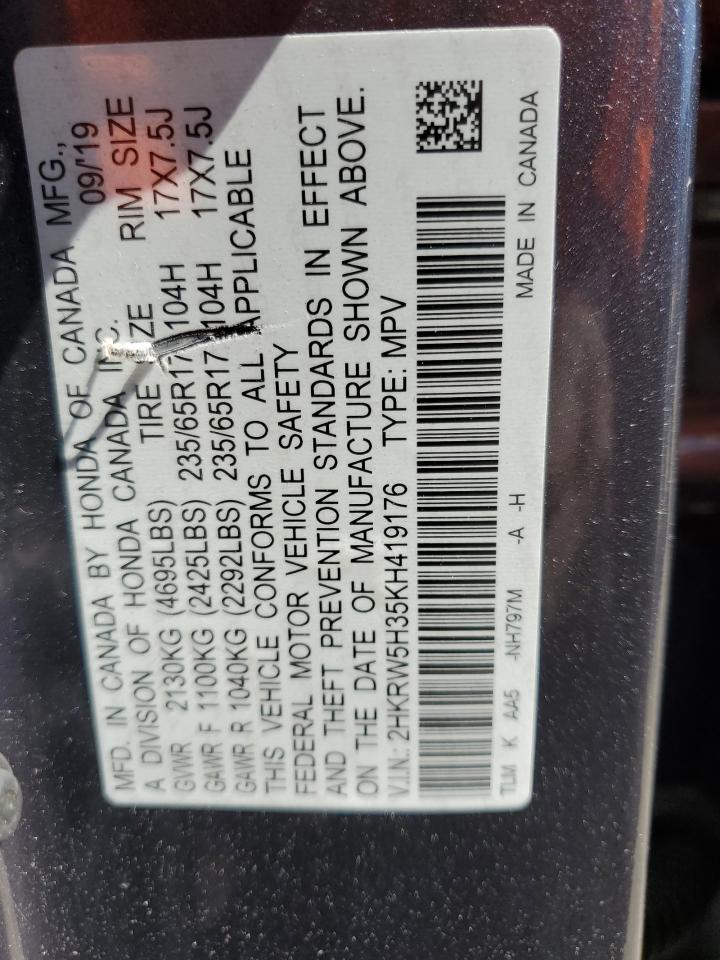 MFD. IN CANADA BY HONDA OF CANADA MFG.,
A DIVISION OF HONDA CANADA INC. 09/'19
TIRE SIZE RIM SIZE
GVWR 2130KG (4695LBS)
GAWR F 1100KG (2425LBS) 235/65R17 104H 17X7.5J
GAWR R 1040KG (2292LBS) 235/65R17 104H 17X7.5J
THIS VEHICLE CONFORMS TO ALL APPLICABLE
FEDERAL MOTOR VEHICLE SAFETY
AND THEFT PREVENTION STANDARDS IN EFFECT
ON THE DATE OF MANUFACTURE SHOWN ABOVE.
V.I.N.: 2HKRW5H35KH419176 TYPE: MPV
TLM K AA5 -NH797M -A -H MADE IN CANADA